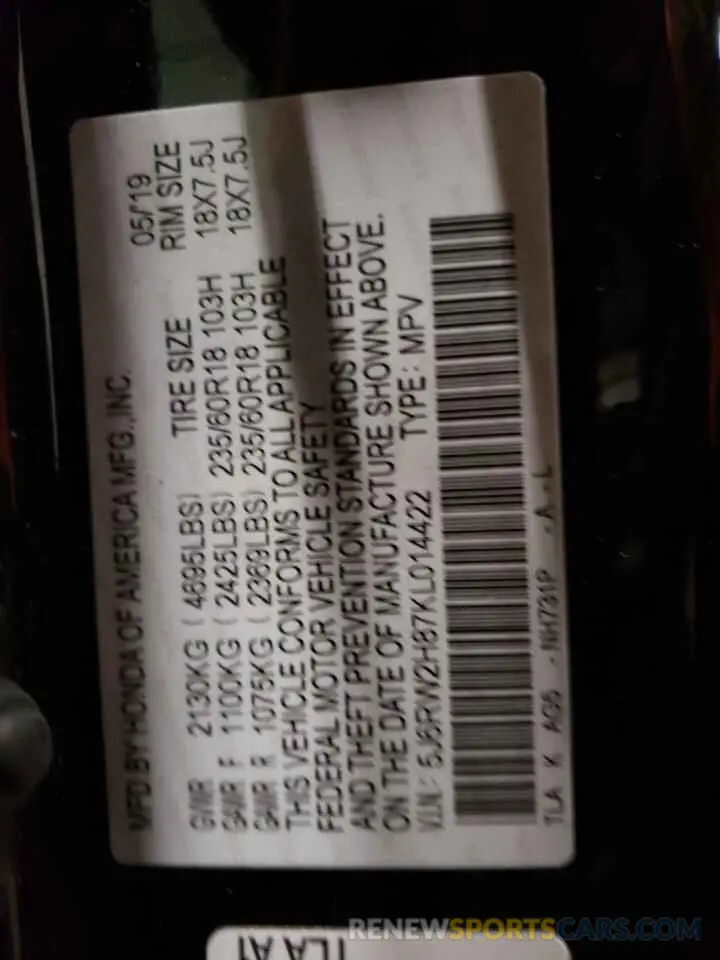 MFD BY HONDA OF AMERICA MFG.,INC. 05/'19
TIRE SIZE RIM SIZE
GVWR 2130KG ( 4695LBS)
GAWR F 1100KG ( 2425LBS) 235/60R18 103H 18X7.5J
GAWR R 1075KG ( 2369LBS) 235/60R18 103H 18X7.5J
THIS VEHICLE CONFORMS TO ALL APPLICABLE
FEDERAL MOTOR VEHICLE SAFETY
AND THEFT PREVENTION STANDARDS IN EFFECT
ON THE DATE OF MANUFACTURE SHOWN ABOVE.
V.I.N.: 5J6RW2H87KL014422 TYPE: MPV
TLA K AG5 -NH731P -A -L
RENEWSPORTSCARS.COM